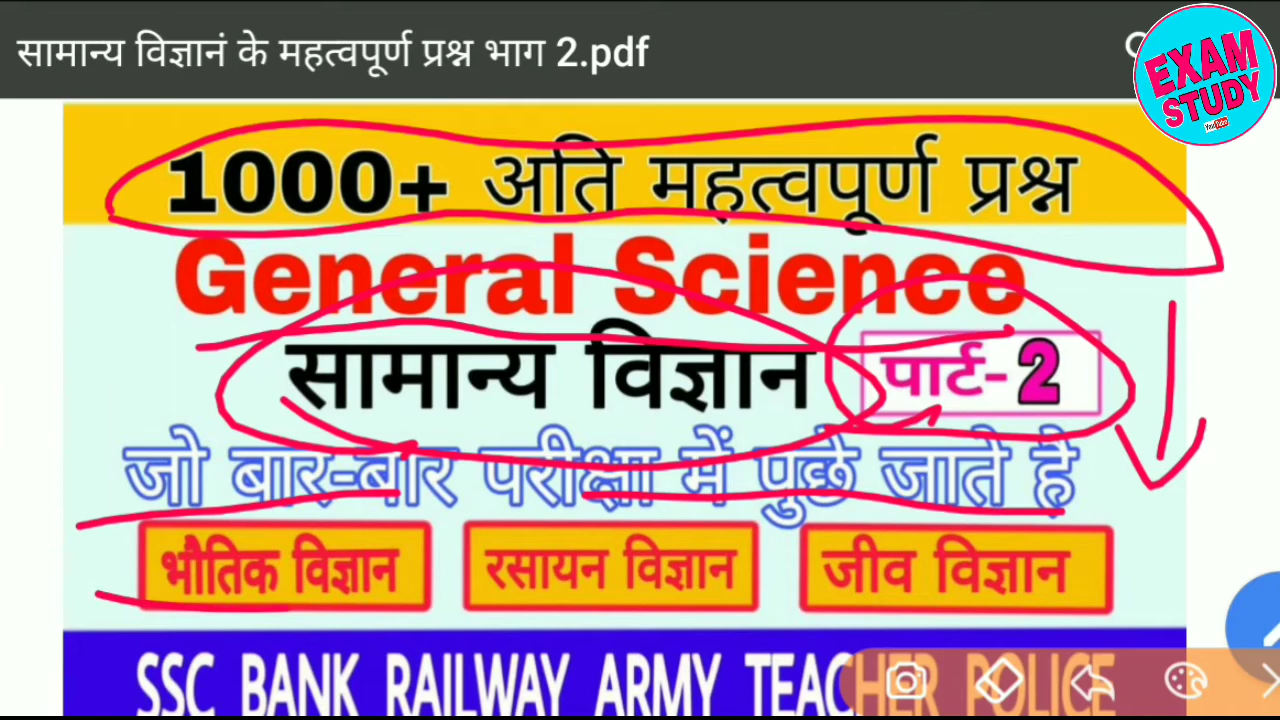 सामान्य विज्ञानं के महत्वपूर्ण प्रश्न भाग 2.pdf
EXAM
STUDY
YouTube
1000+ अति महत्वपूर्ण प्रश्न
General Science
सामान्य विज्ञान पार्ट-2
जो बार-बार परीक्षा में पुछे जाते है
भौतिक विज्ञान रसायन विज्ञान जीव विज्ञान
SSC BANK RAILWAY ARMY TEACHER POLICE